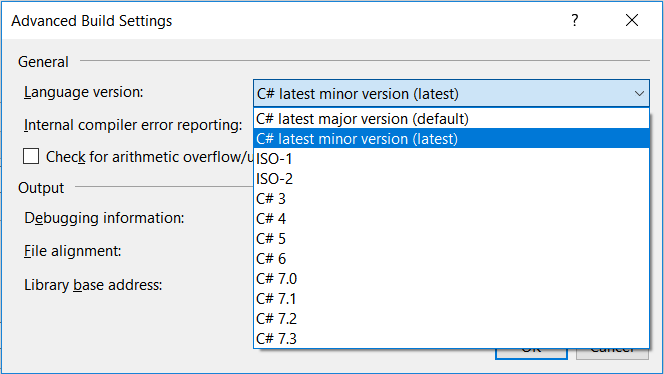 Advanced Build Settings ?
General
Language version: C# latest minor version (latest)
C# latest major version (default)
Internal compiler error reporting: C# latest minor version (latest)
Check for arithmetic overflow/u ISO-1
ISO-2
Output C# 3
Debugging information: C# 4
C# 5
File alignment: C# 6
Library base address: C# 7.0
C# 7.1
C# 7.2
C# 7.3
OK Cancel